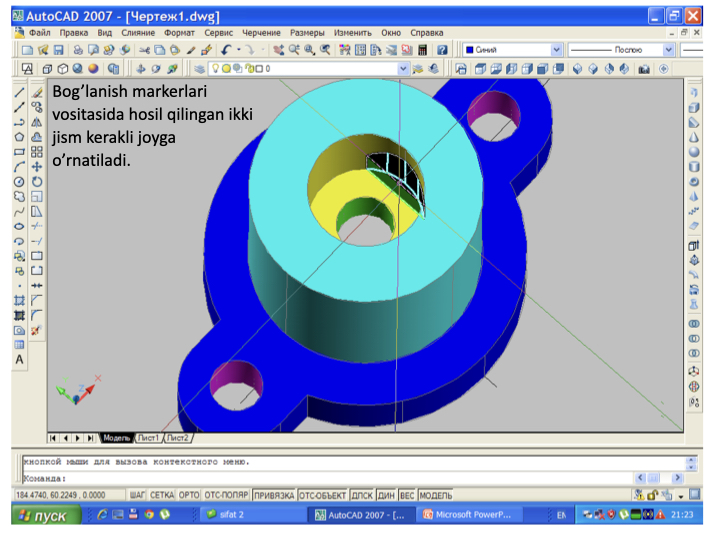 AutoCAD 2007 - [Чертеж1.dwg]
Файл Правка Вид Слияние Формат Сервис Черчение Размеры Изменить Окно Справка
Синий
Послою
0
Bog’lanish markerlari
vositasida hosil qilingan ikki
jism kerakli joyga
o’rnatiladi.
Z
X
A
Модель Лист1 Лист2
кнопкой мыши для вызова контекстного меню.
Команда:
184.4740, 60.2249 , 0.0000 ШАГ СЕТКА ОРТО ОТС-ПОЛЯР ПРИВЯЗКА ОТС-ОБЪЕКТ ДПСК ДИН ВЕС МОДЕЛЬ
пуск sifat 2 AutoCAD 2007 - [... Microsoft PowerP... EN 21:23